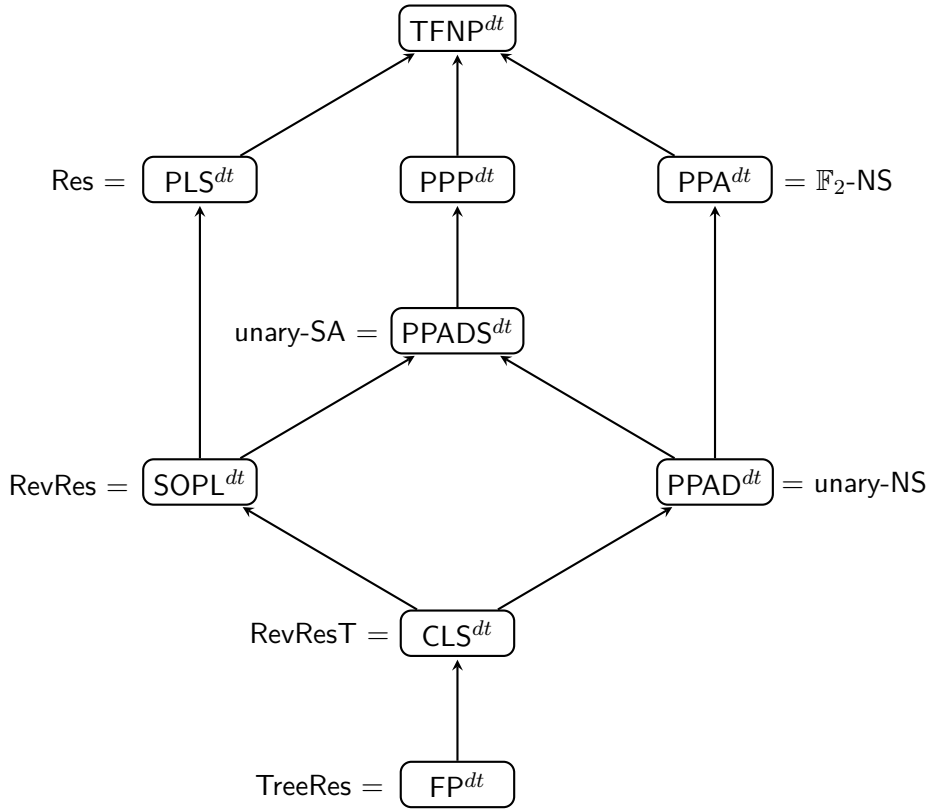 TFNP^{dt}
Res = PLS^{dt} PPP^{dt} PPA^{dt} = 𝔽₂-NS
unary-SA = PPADS^{dt}
RevRes = SOPL^{dt} PPAD^{dt} = unary-NS
RevResT = CLS^{dt}
TreeRes = FP^{dt}